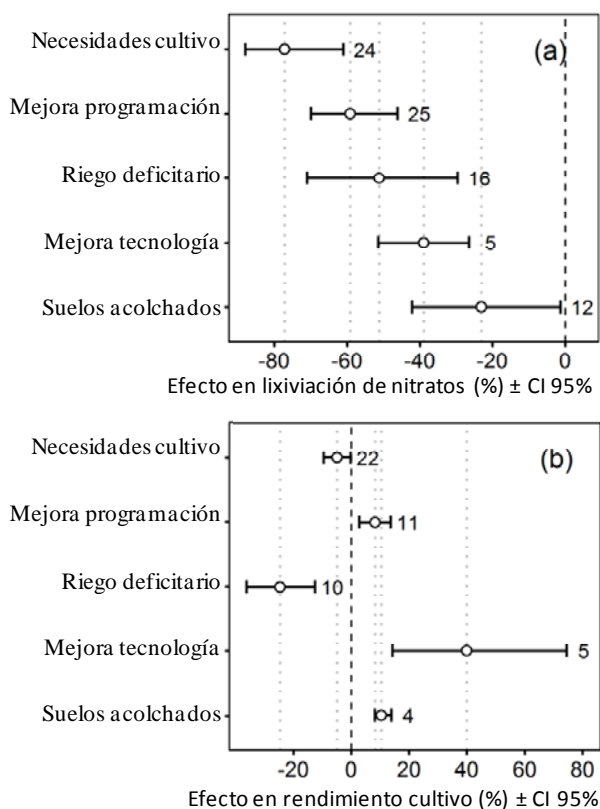 Necesidades cultivo
24
(a)
Mejora programación
25
Riego deficitario
16
Mejora tecnología
5
Suelos acolchados
12
-80 -60 -40 -20 0
Efecto en lixiviación de nitratos (%) ± CI 95%
Necesidades cultivo
22
(b)
Mejora programación
11
Riego deficitario
10
Mejora tecnología
5
Suelos acolchados
4
-20 0 20 40 60 80
Efecto en rendimiento cultivo (%) ± CI 95%